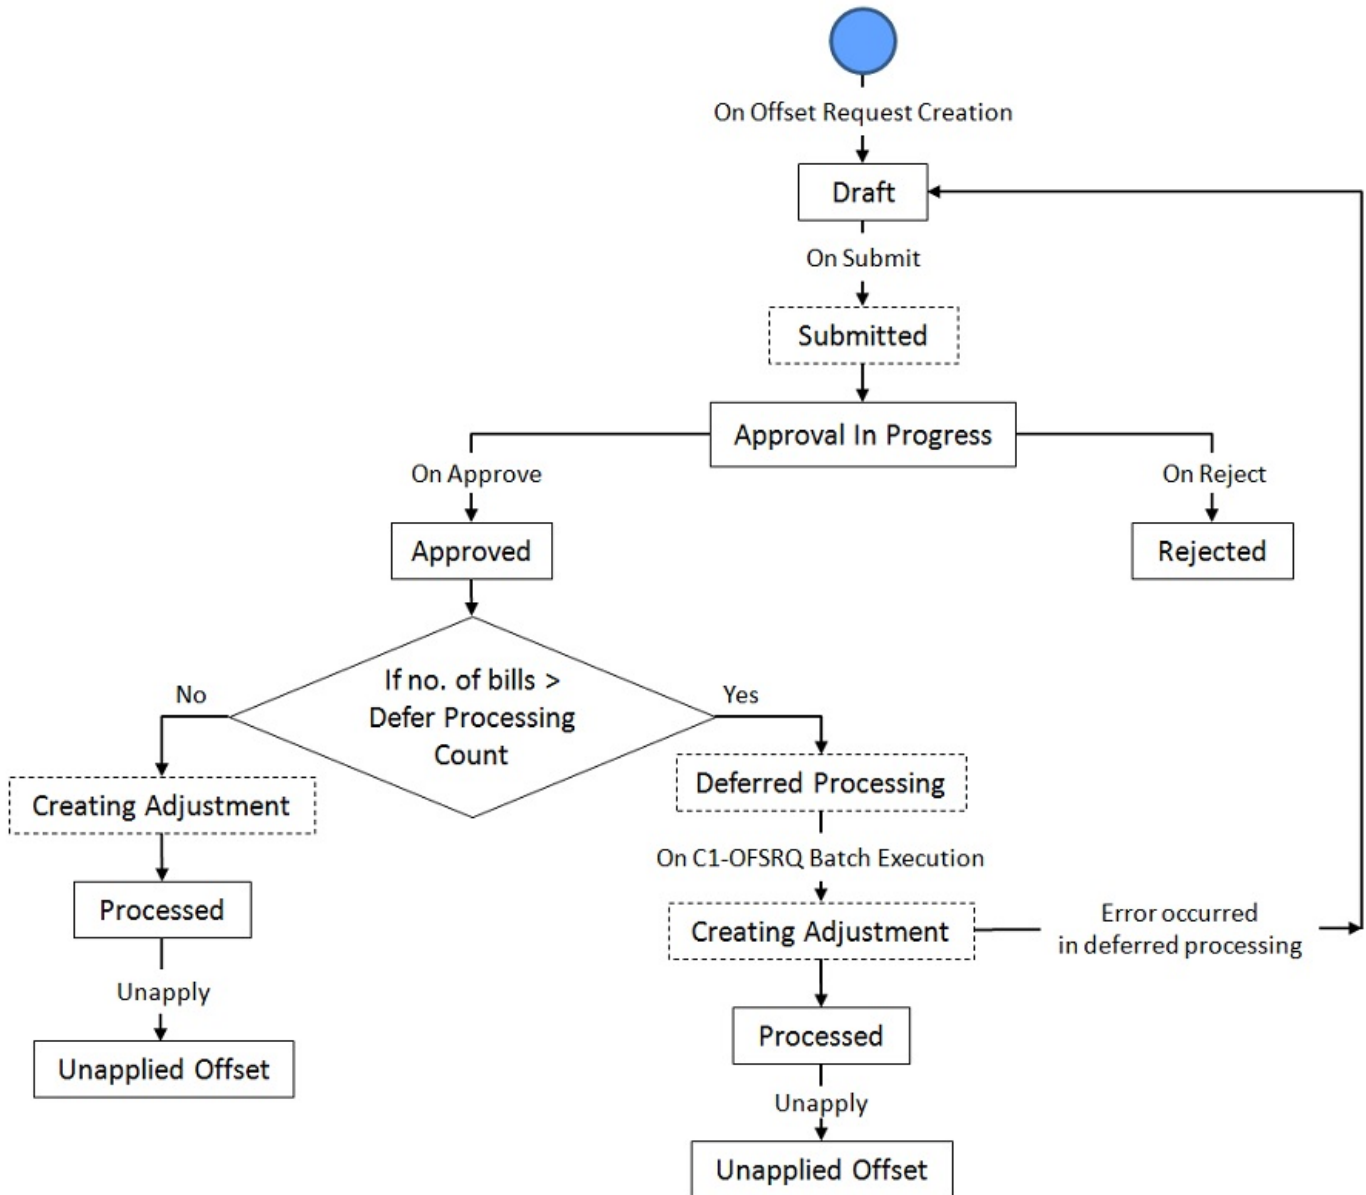 On Offset Request Creation
Draft
On Submit
Submitted
Approval In Progress
On Approve
On Reject
Approved
Rejected
If no. of bills >
Defer Processing
Count
No
Yes
Creating Adjustment
Deferred Processing
On C1-OFSRQ Batch Execution
Processed
Creating Adjustment
Error occurred
in deferred processing
Unapply
Processed
Unapplied Offset
Unapply
Unapplied Offset